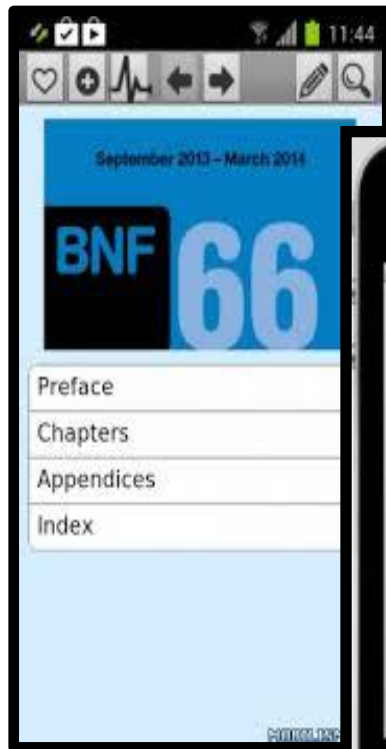 11:44
September 2013 – March 2014
BNF 66
Preface
Chapters
Appendices
Index